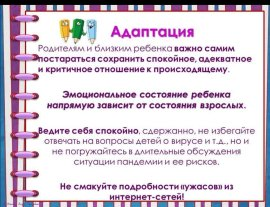 Адаптация
Родителям и близким ребенка важно самим
постараться сохранить спокойное, адекватное
и критичное отношение к происходящему.
Эмоциональное состояние ребенка
напрямую зависит от состояния взрослых.
Ведите себя спокойно, сдержанно, не избегайте
отвечать на вопросы детей о вирусе и т.д., но и
не погружайтесь в длительные обсуждения
ситуации пандемии и ее рисков.
Не смакуйте подробности «ужасов» из
интернет-сетей!